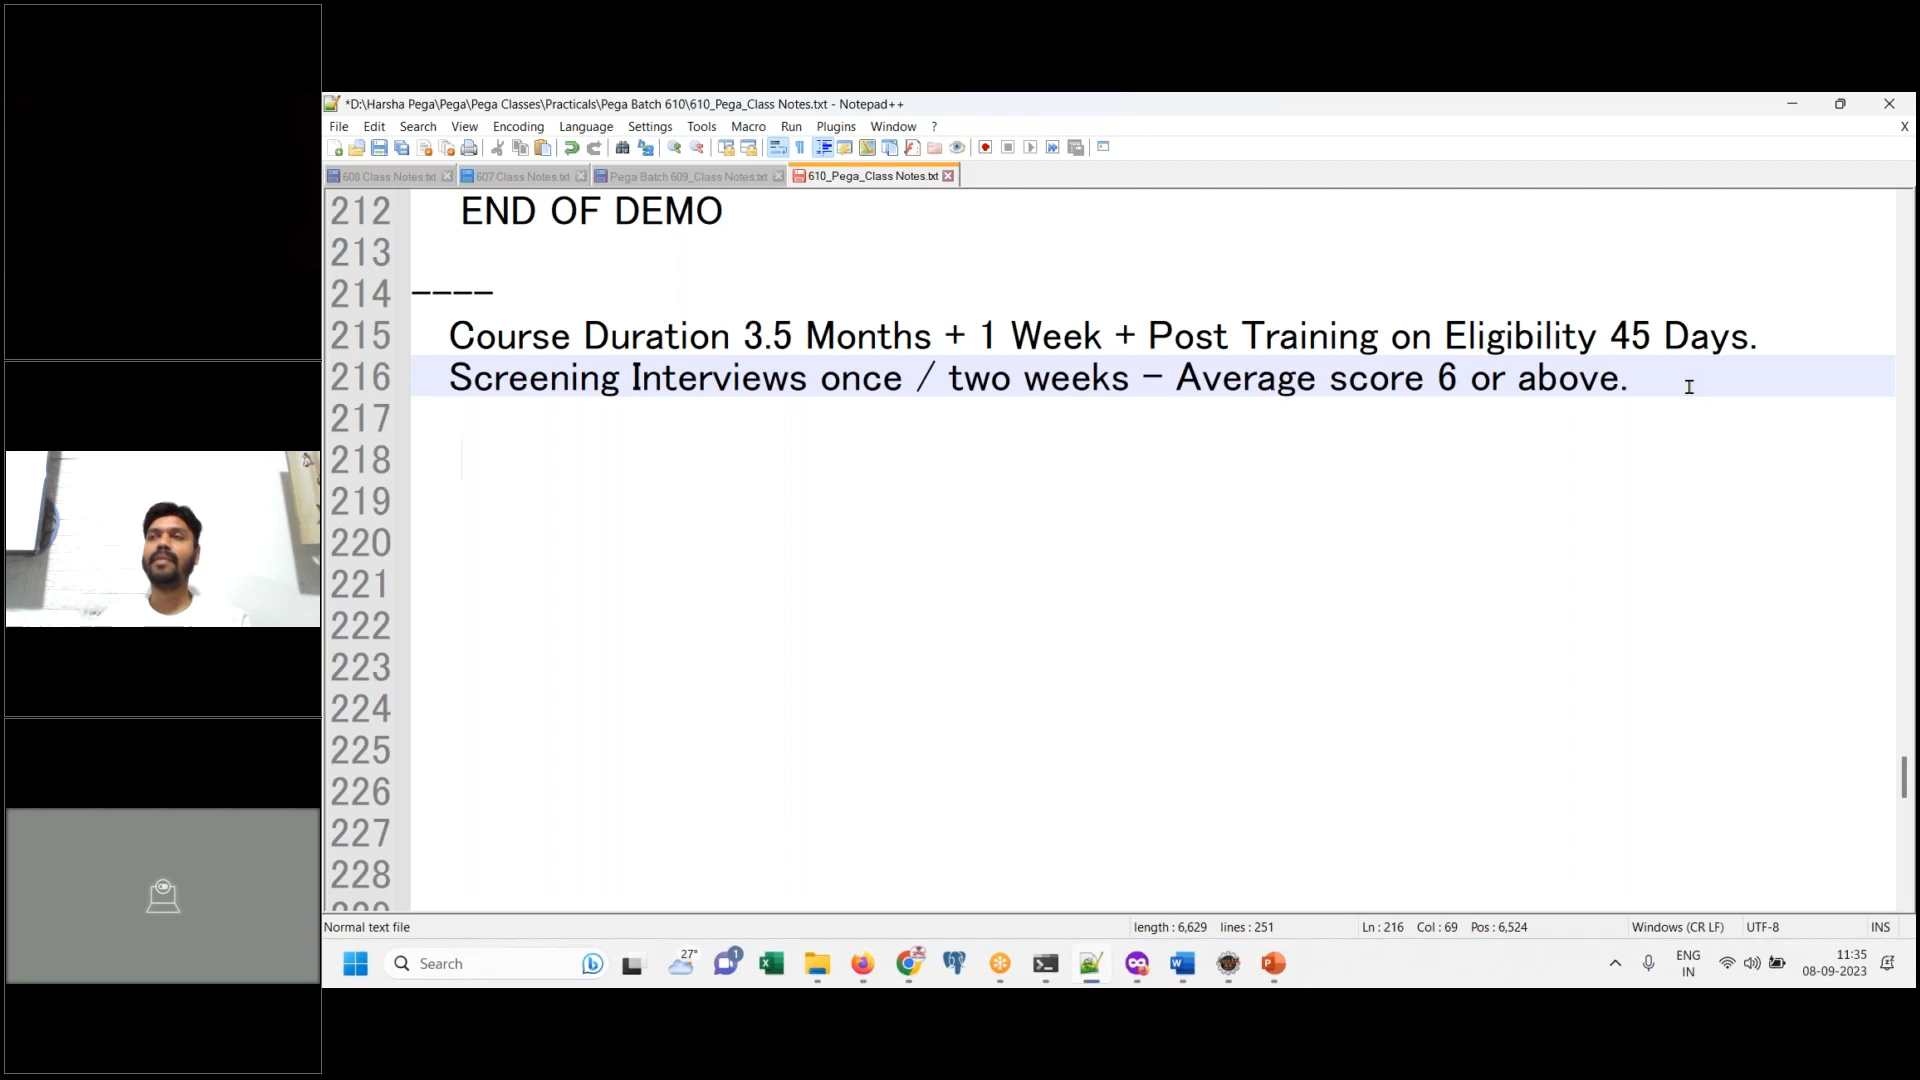 *D:\Harsha Pega\Pega\Pega Classes\Practicals\Pega Batch 610\610_Pega_Class Notes.txt - Notepad++
File Edit Search View Encoding Language Settings Tools Macro Run Plugins Window ? X
608 Class Notes.txt 607 Class Notes.txt Pega Batch 609_Class Notes.txt 610_Pega_Class Notes.txt
212 END OF DEMO
213
214 ----
215 Course Duration 3.5 Months + 1 Week + Post Training on Eligibility 45 Days.
216 Screening Interviews once / two weeks - Average score 6 or above.
217
218
219
220
221
222
223
224
225
226
227
228
229
Normal text file length : 6,629 lines : 251 Ln : 216 Col : 69 Pos : 6,524 Windows (CR LF) UTF-8 INS
Search 27° 1 ENG IN 11:35 08-09-2023